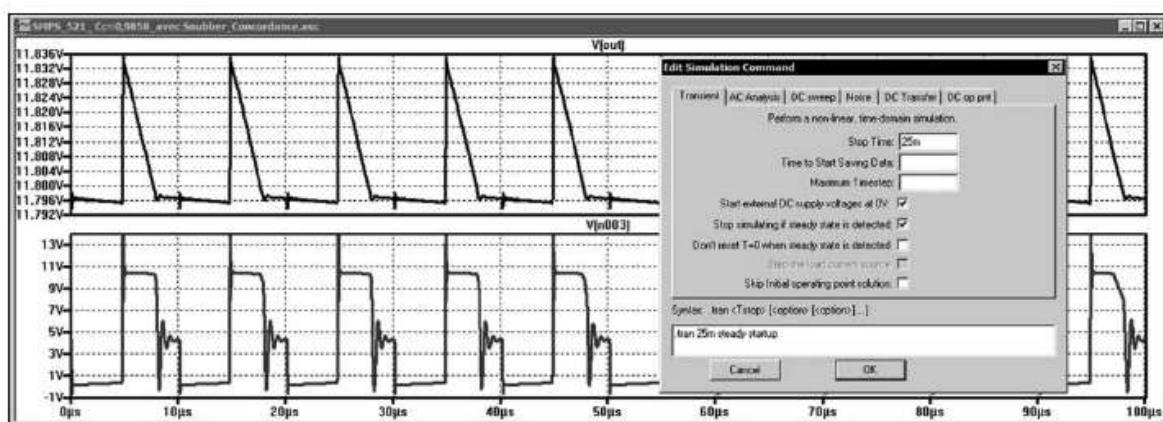 SMPS_521_ Cc=0,9850_avec Snubber_Concordance.asc
V[out]
11.836V
11.832V
11.828V
11.824V
11.820V
11.816V
11.812V
11.808V
11.804V
11.800V
11.796V
11.792V
Edit Simulation Command
Transient AC Analysis DC sweep Noise DC Transfer DC op pnt
Perform a non-linear, time-domain simulation.
Stop Time: 25m
Time to Start Saving Data:
Maximum Timestep:
Start external DC supply voltages at 0V:
Stop simulating if steady state is detected:
Don't reset T=0 when steady state is detected:
Step the load current source:
Skip Initial operating point solution:
Syntax: .tran <Tstop> [<option> [<option>] ...]
.tran 25m steady startup
Cancel OK
V[n003]
13V
11V
9V
7V
5V
3V
1V
-1V
0µs 10µs 20µs 30µs 40µs 50µs 60µs 70µs 80µs 90µs 100µs